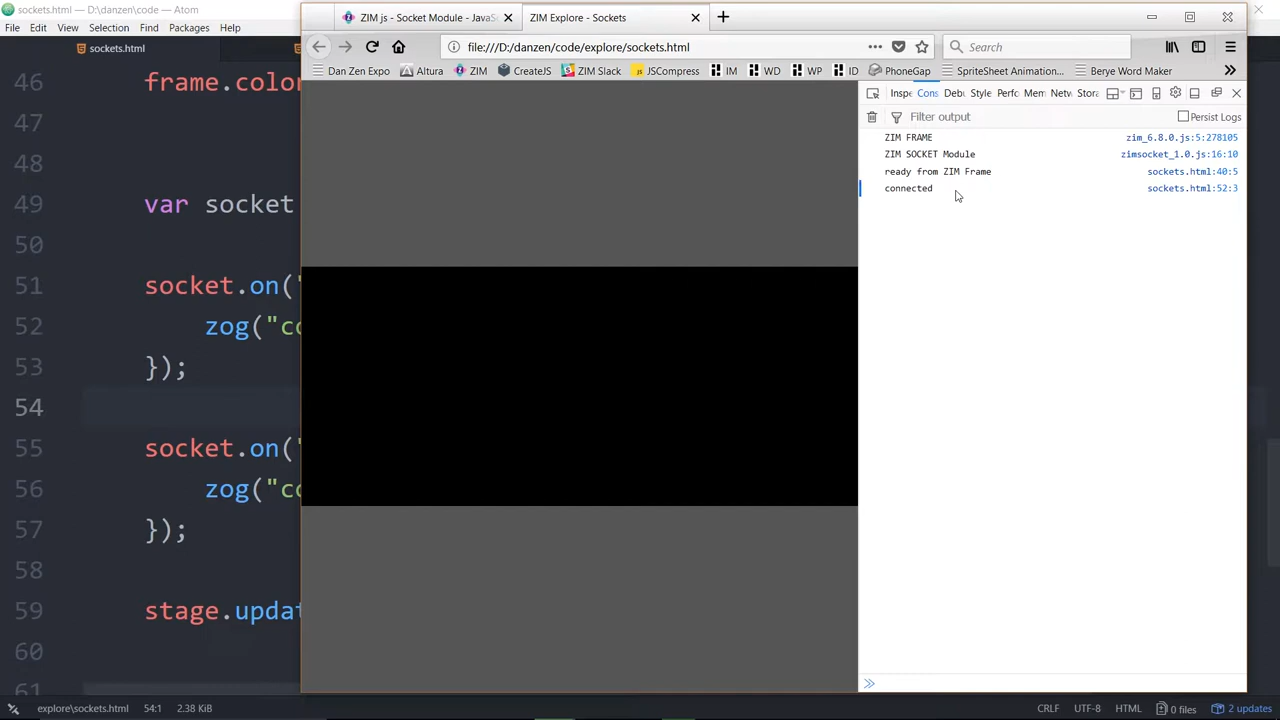 sockets.html — D:\danzen\code — Atom
File Edit View Selection Find Packages Help
sockets.html
46 frame.color
47
48
49 var socket
50
51 socket.on("
52 zog("co
53 });
54
55 socket.on("
56 zog("co
57 });
58
59 stage.updat
60
61
explore\sockets.html 54:1 2.38 KiB
CRLF UTF-8 HTML 0 files 2 updates
ZIM js - Socket Module - JavaSc
ZIM Explore - Sockets
file:///D:/danzen/code/explore/sockets.html
Search
Dan Zen Expo Altura ZIM CreateJS ZIM Slack JSCompress IM WD WP ID PhoneGap SpriteSheet Animation... Berye Word Maker
Inspe Cons Debu Style Perfo Mem Netw Stora
Filter output Persist Logs
ZIM FRAME zim_6.8.0.js:5:278105
ZIM SOCKET Module zimsocket_1.0.js:16:10
ready from ZIM Frame sockets.html:40:5
connected sockets.html:52:3